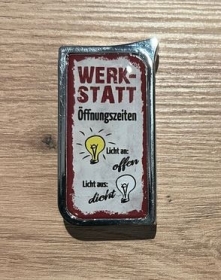 WERK-
STATT
Öffnungszeiten
Licht an:
offen
Licht aus:
dicht